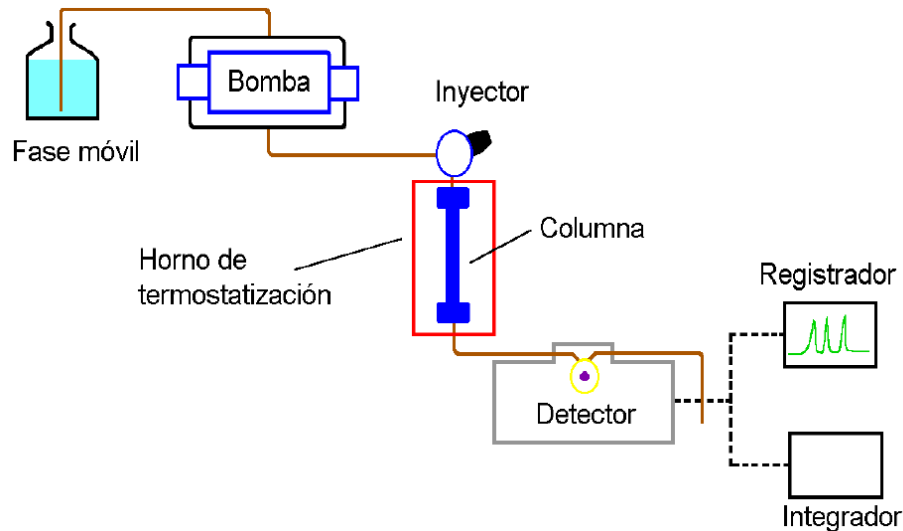 Bomba
Inyector
Fase móvil
Columna
Horno de
termostatización
Registrador
Detector
Integrador